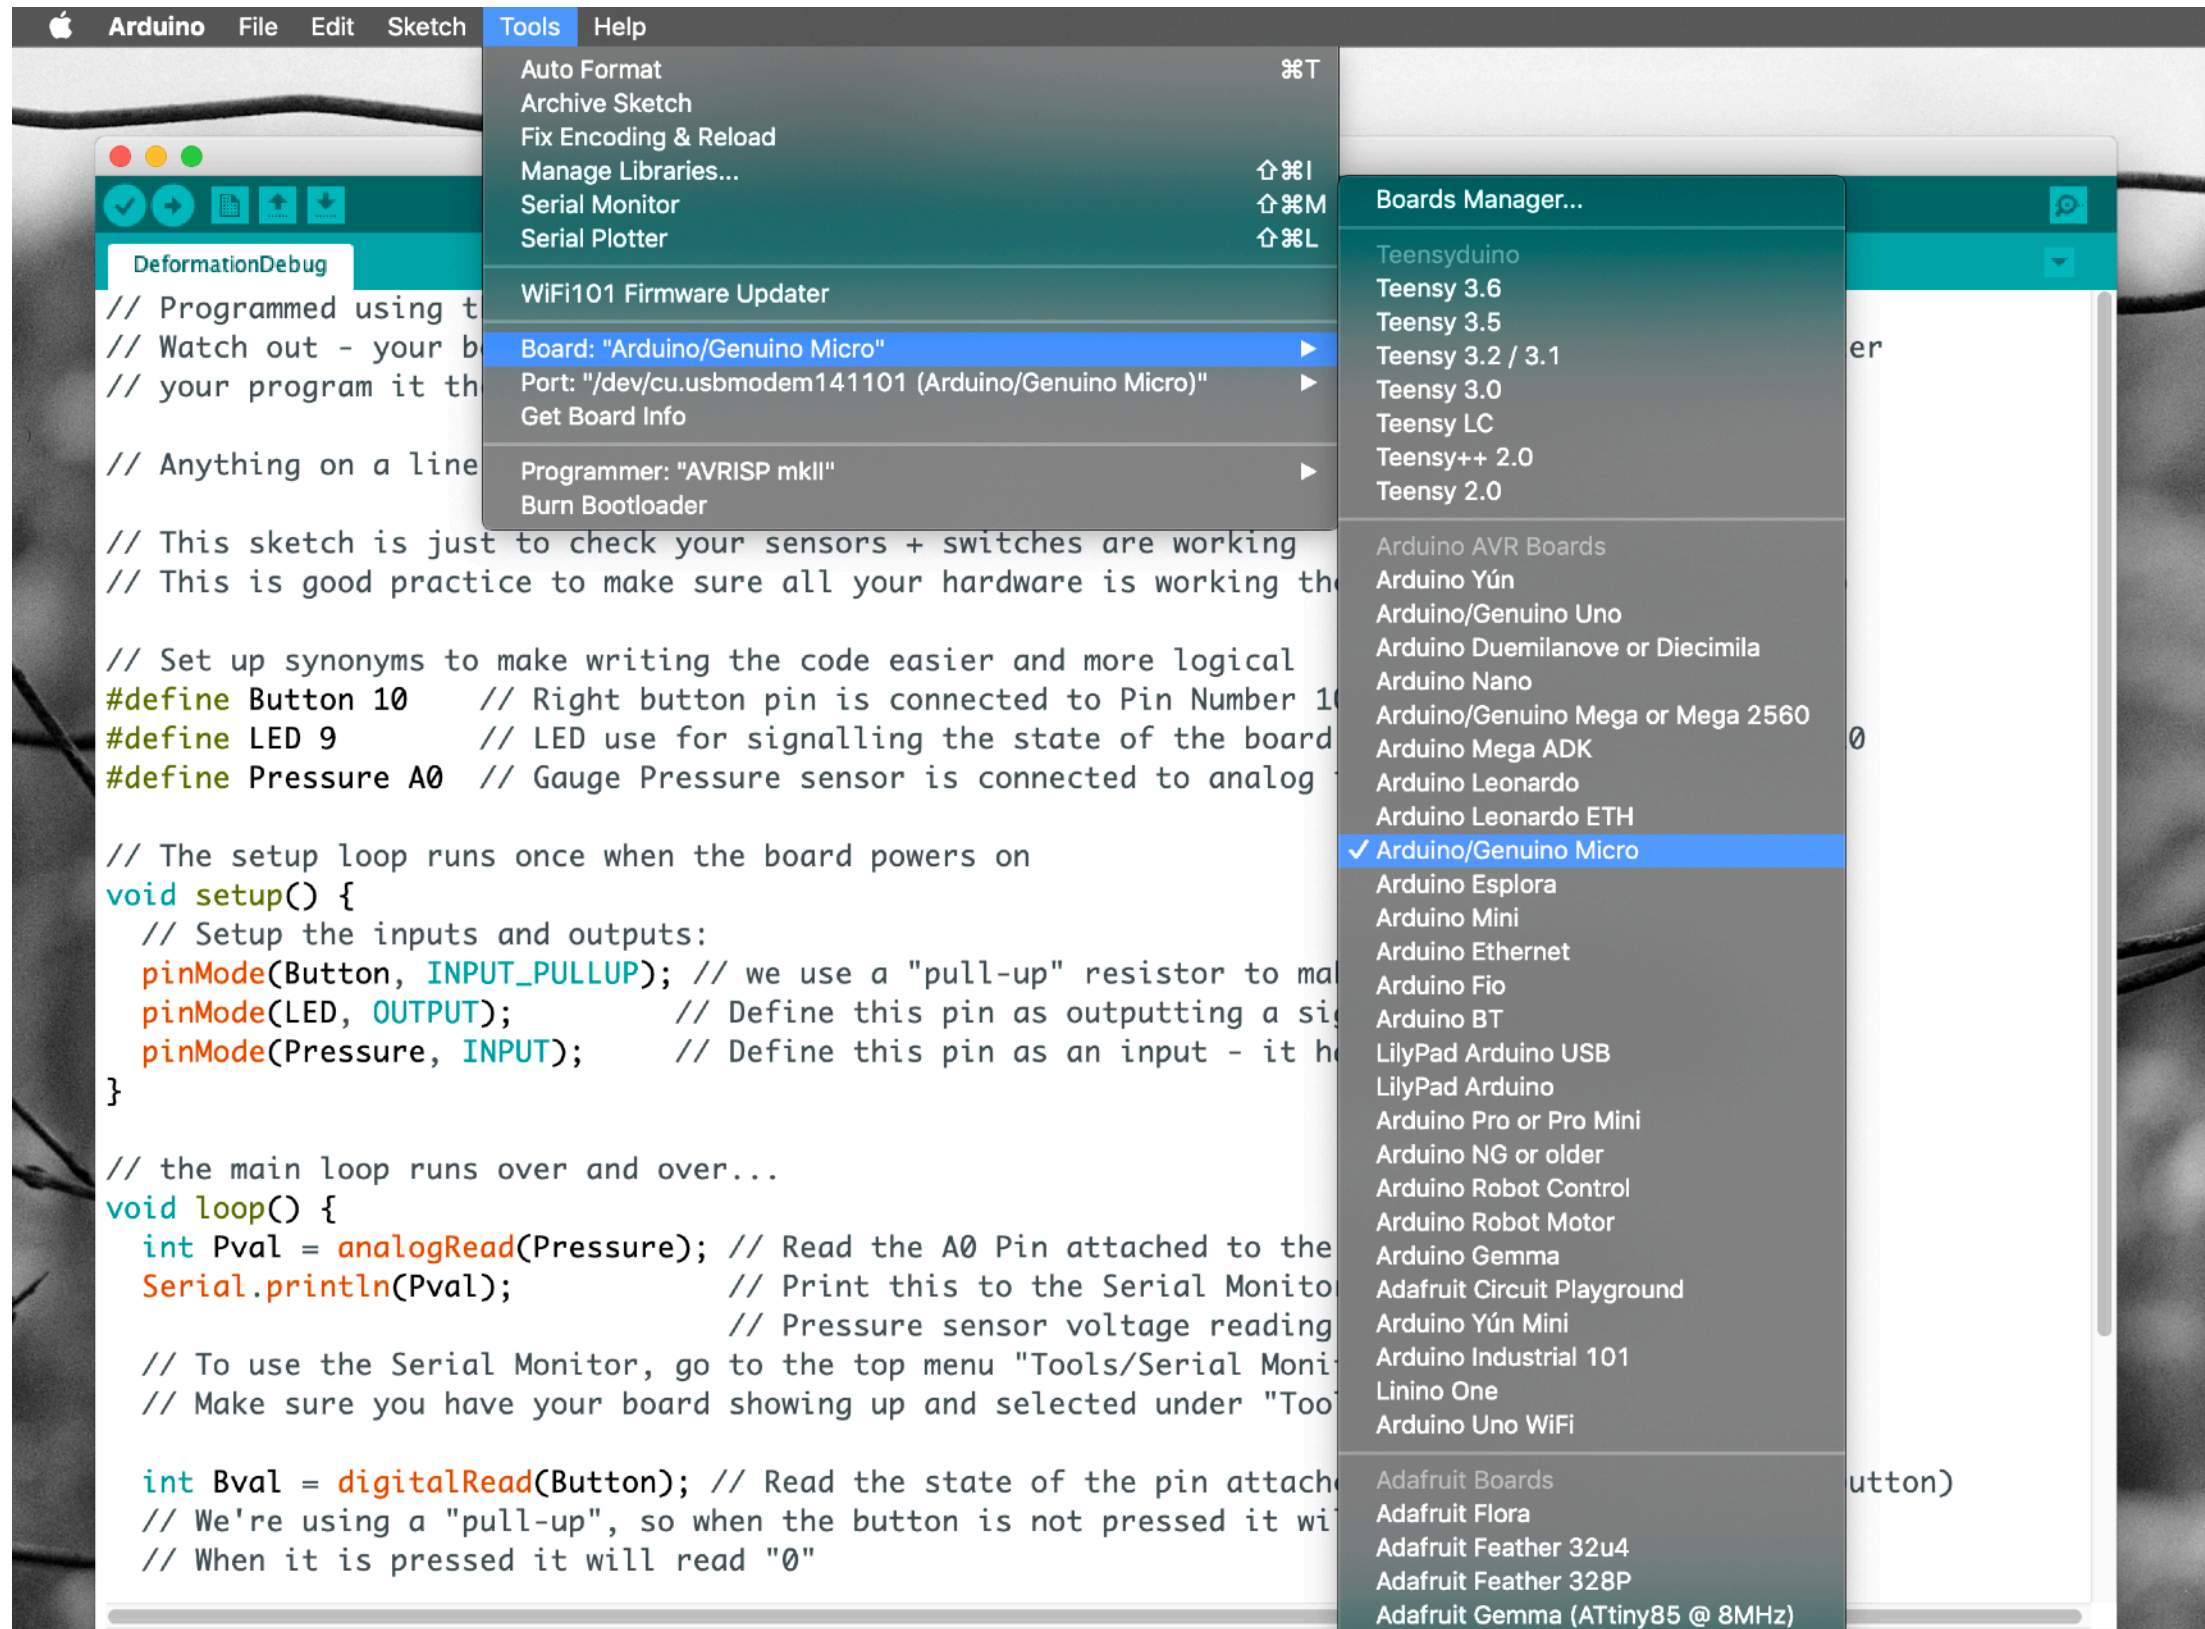 Arduino File Edit Sketch Tools Help
Auto Format ⌘T
Archive Sketch
Fix Encoding & Reload
Manage Libraries... ⇧⌘I
Serial Monitor ⇧⌘M
Serial Plotter ⇧⌘L
WiFi101 Firmware Updater
Board: "Arduino/Genuino Micro"
Port: "/dev/cu.usbmodem141101 (Arduino/Genuino Micro)"
Get Board Info
Programmer: "AVRISP mkII"
Burn Bootloader
Boards Manager...
Teensyduino
Teensy 3.6
Teensy 3.5
Teensy 3.2 / 3.1
Teensy 3.0
Teensy LC
Teensy++ 2.0
Teensy 2.0
Arduino AVR Boards
Arduino Yún
Arduino/Genuino Uno
Arduino Duemilanove or Diecimila
Arduino Nano
Arduino/Genuino Mega or Mega 2560
Arduino Mega ADK
Arduino Leonardo
Arduino Leonardo ETH
✓ Arduino/Genuino Micro
Arduino Esplora
Arduino Mini
Arduino Ethernet
Arduino Fio
Arduino BT
LilyPad Arduino USB
LilyPad Arduino
Arduino Pro or Pro Mini
Arduino NG or older
Arduino Robot Control
Arduino Robot Motor
Arduino Gemma
Adafruit Circuit Playground
Arduino Yún Mini
Arduino Industrial 101
Linino One
Arduino Uno WiFi
Adafruit Boards
Adafruit Flora
Adafruit Feather 32u4
Adafruit Feather 328P
Adafruit Gemma (ATtiny85 @ 8MHz)
DeformationDebug
// Programmed using
// Watch out - your
// your program it
// Anything on a line
// This sketch is just to check your sensors + switches are working
// This is good practice to make sure all your hardware is working
// Set up synonyms to make writing the code easier and more logical
#define Button 10 // Right button pin is connected to Pin Number
#define LED 9 // LED use for signalling the state of the board
#define Pressure A0 // Gauge Pressure sensor is connected to analog
// The setup loop runs once when the board powers on
void setup() {
// Setup the inputs and outputs:
pinMode(Button, INPUT_PULLUP); // we use a "pull-up" resistor to
pinMode(LED, OUTPUT); // Define this pin as outputting a
pinMode(Pressure, INPUT); // Define this pin as an input - it
}
// the main loop runs over and over...
void loop() {
int Pval = analogRead(Pressure); // Read the A0 Pin attached to the
Serial.println(Pval); // Print this to the Serial
// Pressure sensor voltage reading
// To use the Serial Monitor, go to the top menu "Tools/Serial
// Make sure you have your board showing up and selected under
int Bval = digitalRead(Button); // Read the state of the pin
// We're using a "pull-up", so when the button is not pressed it
// When it is pressed it will read "0"